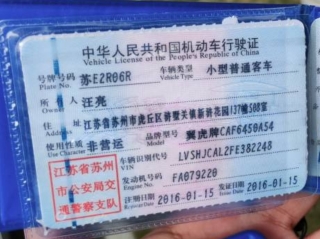 中华人民共和国机动车行驶证
Vehicle License of the People's Republic of China
号牌号码 苏E2R06R 车辆类型 小型普通客车
Plate No. Vehicle Type
所有人 汪亮
Owner
住址 江苏省苏州市虎丘区浒墅关镇新浒花园137幢508室
Address
使用性质 非营运 品牌型号 翼虎牌CAF6450A54
Use Character Model
江苏省苏州
市公安局交
通警察支队
车辆识别代号 LVSHJCAL2FE382248
VIN
发动机号码 FA079220
Engine No.
注册日期 2016-01-15 发证日期 2016-01-15
Register Date Issue Date